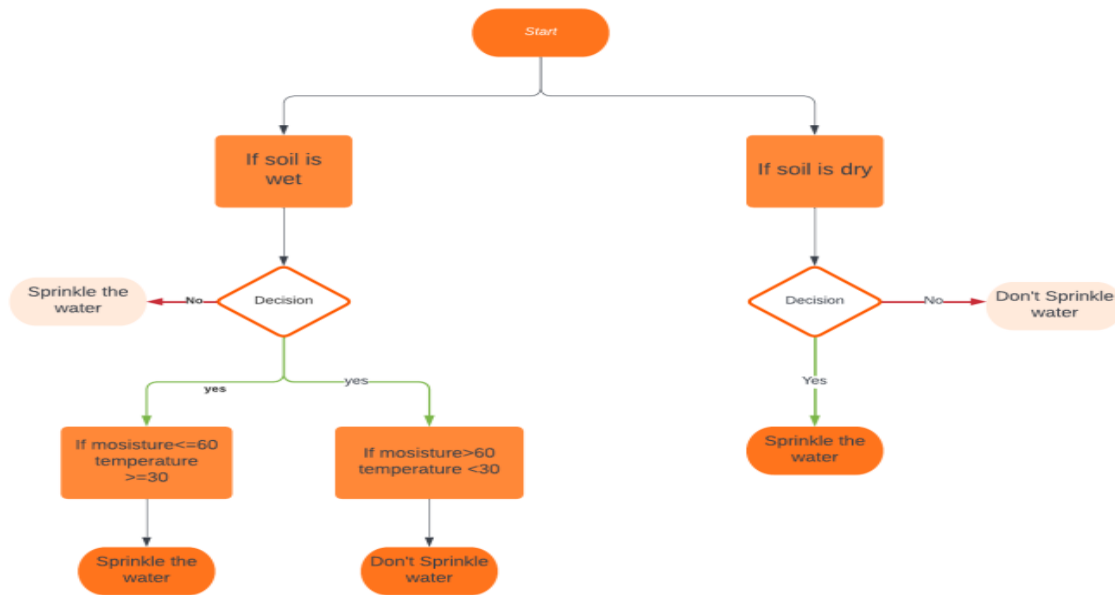 Start
If soil is
wet
If soil is dry
Sprinkle the
water
No
Decision
Decision
No
Don't Sprinkle
water
yes
yes
Yes
If mosisture<=60
temperature
>=30
If mosisture>60
temperature <30
Sprinkle the
water
Sprinkle the
water
Don't Sprinkle
water